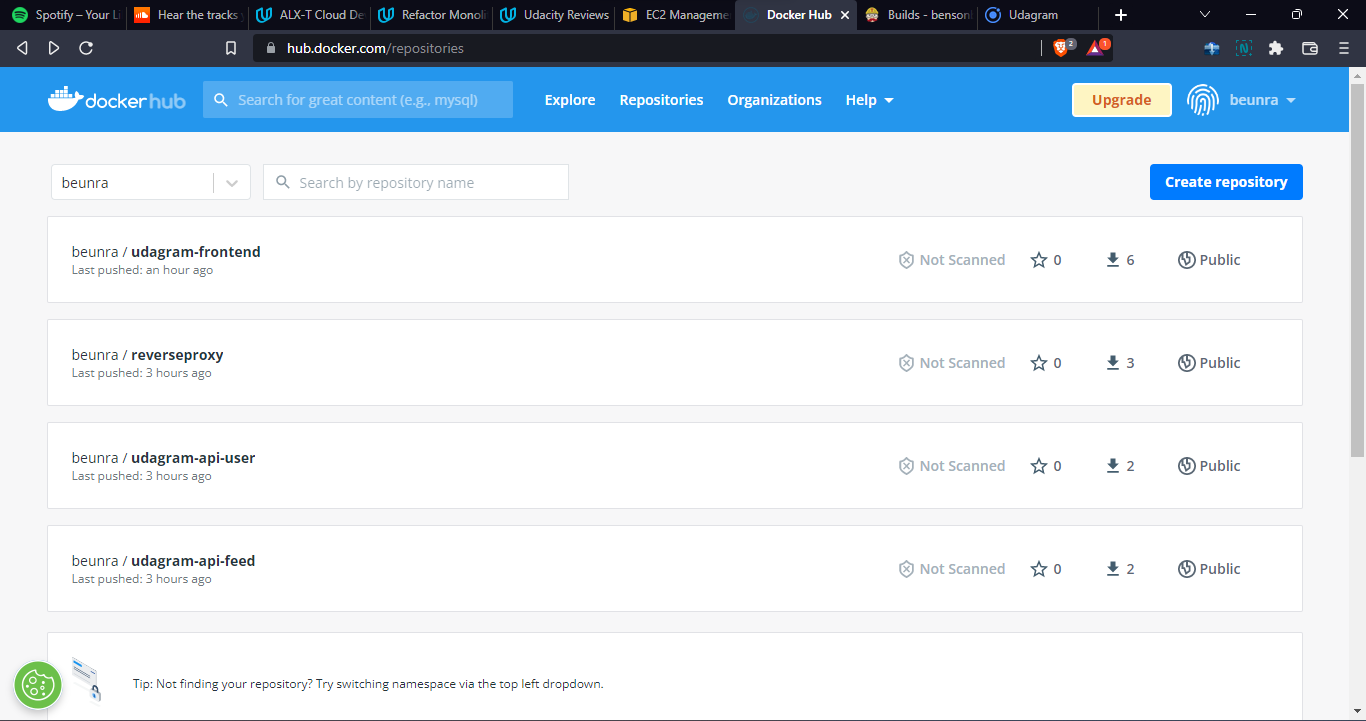 Spotify – Your Li
Hear the tracks
ALX-T Cloud De
Refactor Monoli
Udacity Reviews
EC2 Manageme
Docker Hub
Builds - benson
Udagram
hub.docker.com/repositories
2
1
docker hub
Search for great content (e.g., mysql)
Explore
Repositories
Organizations
Help
Upgrade
beunra
beunra
Search by repository name
Create repository
beunra / udagram-frontend
Last pushed: an hour ago
Not Scanned
0
6
Public
beunra / reverseproxy
Last pushed: 3 hours ago
Not Scanned
0
3
Public
beunra / udagram-api-user
Last pushed: 3 hours ago
Not Scanned
0
2
Public
beunra / udagram-api-feed
Last pushed: 3 hours ago
Not Scanned
0
2
Public
Tip: Not finding your repository? Try switching namespace via the top left dropdown.